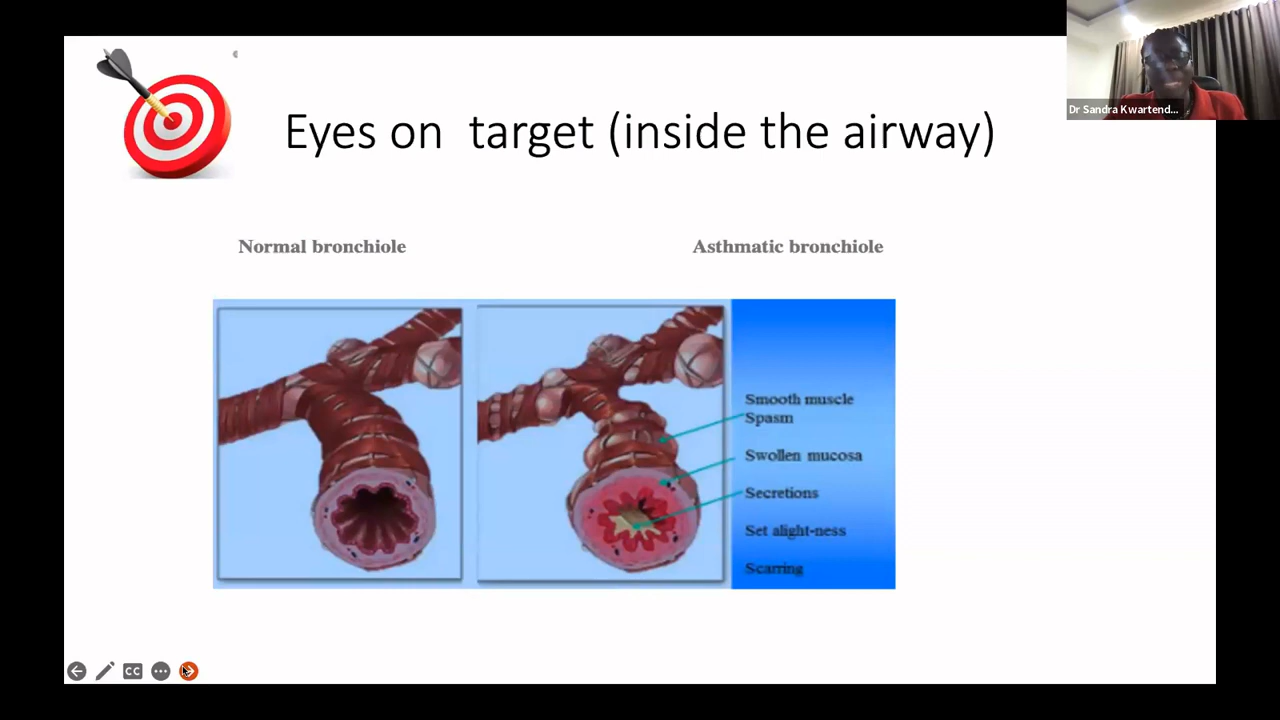 Dr Sandra Kwartend...
Eyes on target (inside the airway)
Normal bronchiole
Asthmatic bronchiole
Smooth muscle
Spasm
Swollen mucosa
Secretions
Set alight-ness
Scarring
CC